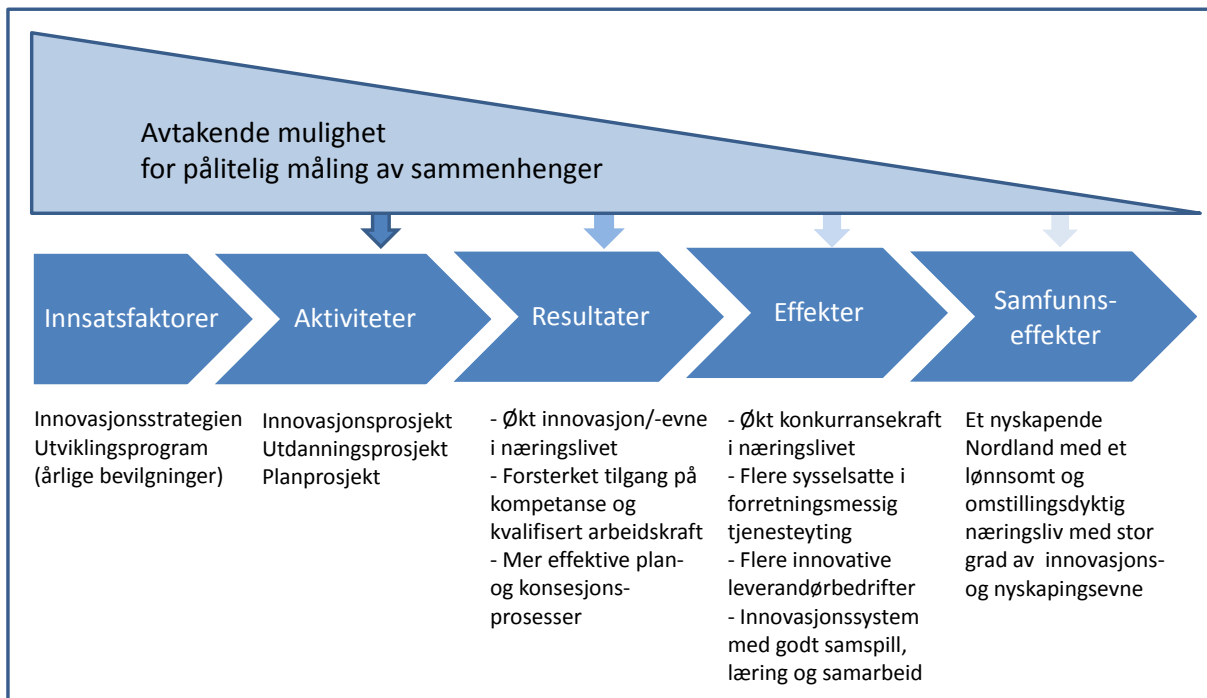 Avtakende mulighet
for pålitelig måling av sammenhenger
Innsatsfaktorer
Aktiviteter
Resultater
Effekter
Samfunns-
effekter
Innovasjonsstrategien
Utviklingsprogram
(årlige bevilgninger)
Innovasjonsprosjekt
Utdanningsprosjekt
Planprosjekt
- Økt innovasjon/-evne
i næringslivet
- Forsterket tilgang på
kompetanse og
kvalifisert arbeidskraft
- Mer effektive plan-
og konsesjons-
prosesser
- Økt konkurransekraft
i næringslivet
- Flere sysselsatte i
forretningsmessig
tjenesteyting
- Flere innovative
leverandørbedrifter
- Innovasjonssystem
med godt samspill,
læring og samarbeid
Et nyskapende
Nordland med et
lønnsomt og
omstillingsdyktig
næringsliv med stor
grad av innovasjons-
og nyskapingsevne